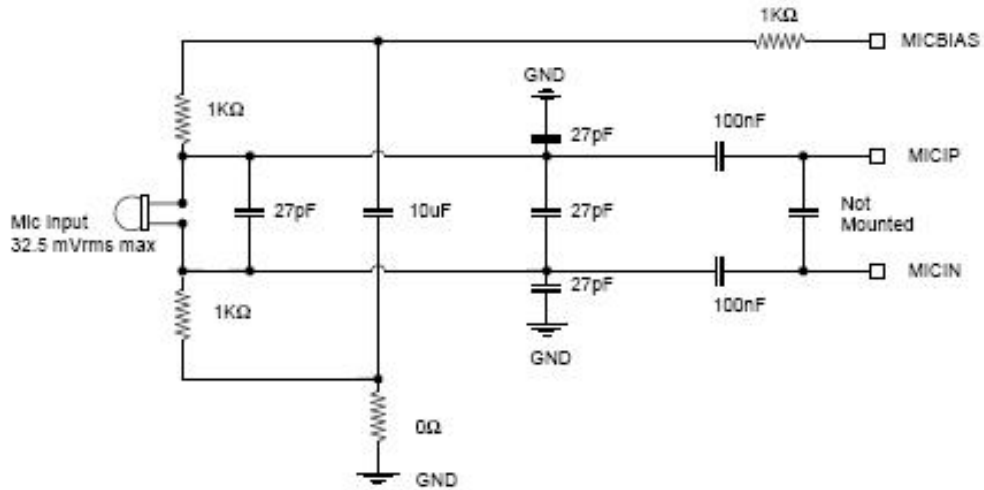 1KΩ
MICBIAS
GND
1KΩ
27pF
100nF
MICIP
Mic Input
32.5 mVrms max
27pF
10uF
27pF
Not
Mounted
MICIN
1KΩ
27pF
100nF
GND
0Ω
GND